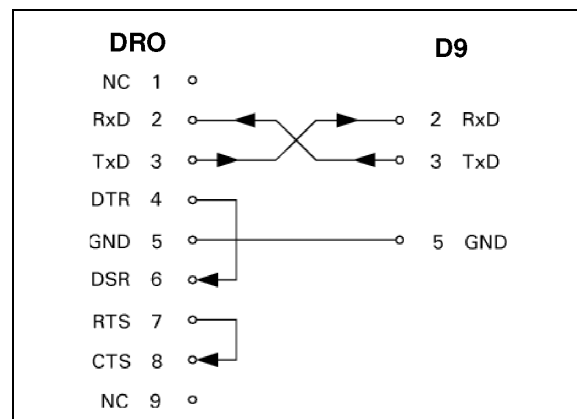 DRO D9
NC 1
RxD 2 2 RxD
TxD 3 3 TxD
DTR 4
GND 5 5 GND
DSR 6
RTS 7
CTS 8
NC 9